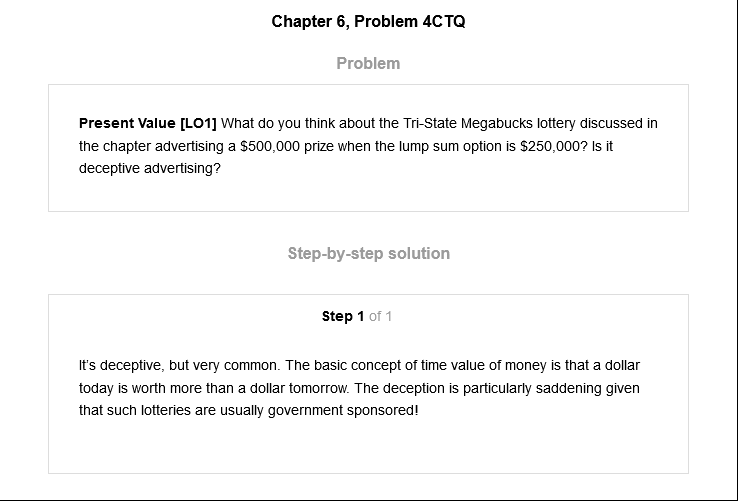 Chapter 6, Problem 4CTQ
Problem
Present Value [LO1] What do you think about the Tri-State Megabucks lottery discussed in
the chapter advertising a $500,000 prize when the lump sum option is $250,000? Is it
deceptive advertising?
Step-by-step solution
Step 1 of 1
It's deceptive, but very common. The basic concept of time value of money is that a dollar
today is worth more than a dollar tomorrow. The deception is particularly saddening given
that such lotteries are usually government sponsored!